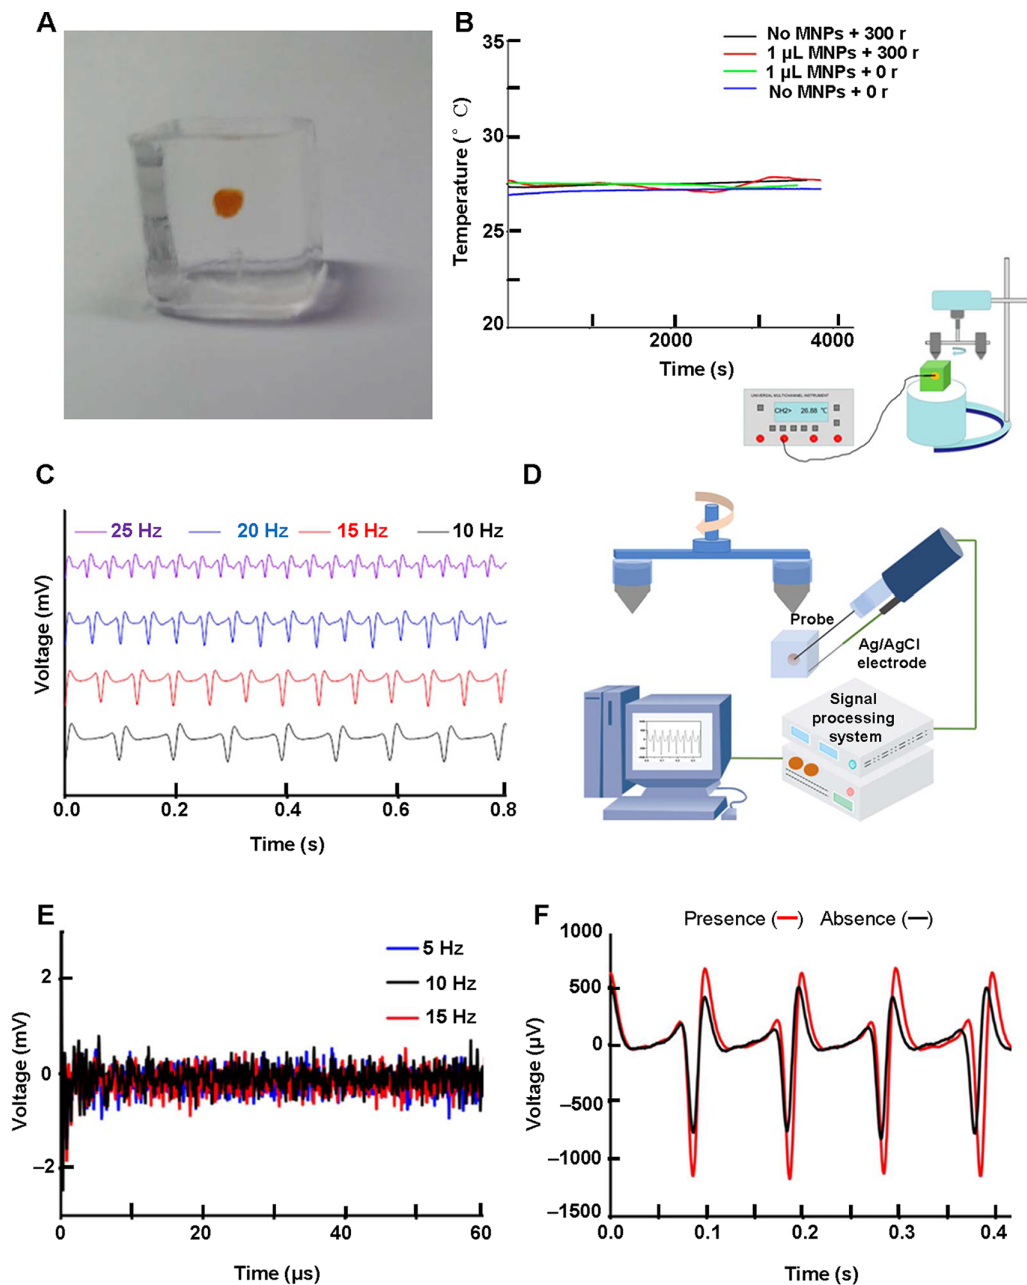 A
B
No MNPs + 300 r
1 µL MNPs + 300 r
1 µL MNPs + 0 r
No MNPs + 0 r
35
30
25
20
Temperature (° C)
2000
4000
Time (s)
UNIVERSAL MULTICHANNEL INSTRUMENT
CH2> 26.88 °C
C
25 Hz 20 Hz 15 Hz 10 Hz
Voltage (mV)
0.0 0.2 0.4 0.6 0.8
Time (s)
D
Probe
Ag/AgCl
electrode
Signal
processing
system
E
5 Hz
10 Hz
15 Hz
Voltage (mV)
2
0
–2
0 20 40 60
Time (µs)
F
Presence (—) Absence (—)
1000
500
0
–500
–1000
–1500
Voltage (µV)
0.0 0.1 0.2 0.3 0.4
Time (s)